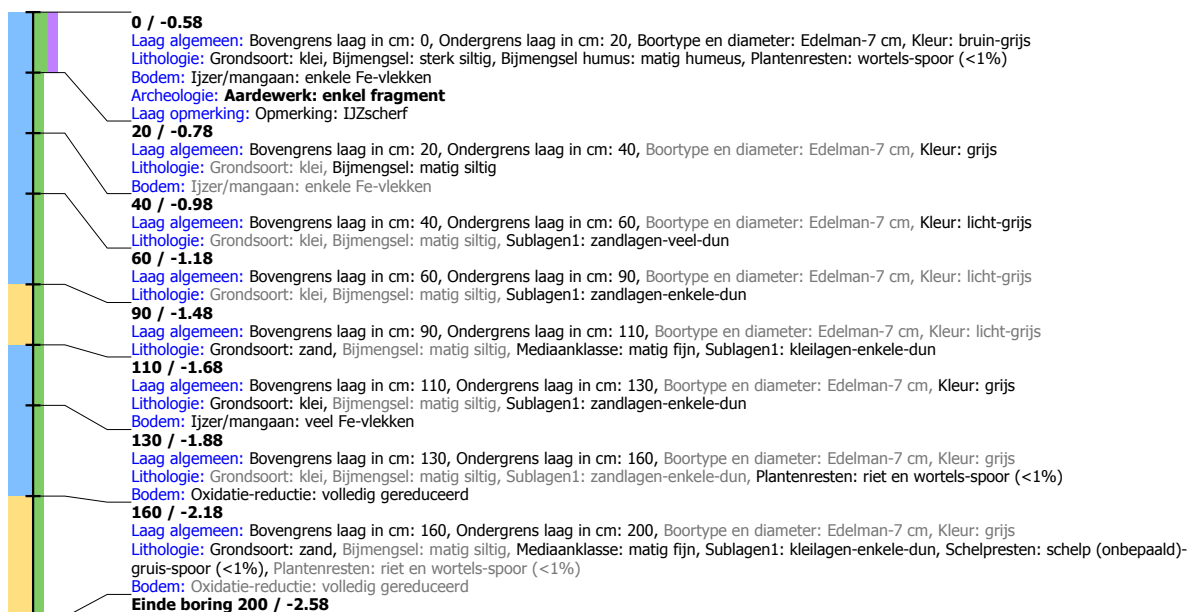 0 / -0.58
Laag algemeen: Bovengrens laag in cm: 0, Ondergrens laag in cm: 20, Boortype en diameter: Edelman-7 cm, Kleur: bruin-grijs
Lithologie: Grondsoort: klei, Bijmengsel: sterk siltig, Bijmengsel humus: matig humeus, Plantenresten: wortels-spoor (<1%)
Bodem: Ijzer/mangaan: enkele Fe-vlekken
Archeologie: Aardewerk: enkel fragment
Laag opmerking: Opmerking: IJZscherf
20 / -0.78
Laag algemeen: Bovengrens laag in cm: 20, Ondergrens laag in cm: 40, Boortype en diameter: Edelman-7 cm, Kleur: grijs
Lithologie: Grondsoort: klei, Bijmengsel: matig siltig
Bodem: Ijzer/mangaan: enkele Fe-vlekken
40 / -0.98
Laag algemeen: Bovengrens laag in cm: 40, Ondergrens laag in cm: 60, Boortype en diameter: Edelman-7 cm, Kleur: licht-grijs
Lithologie: Grondsoort: klei, Bijmengsel: matig siltig, Sublagen1: zandlagen-veel-dun
60 / -1.18
Laag algemeen: Bovengrens laag in cm: 60, Ondergrens laag in cm: 90, Boortype en diameter: Edelman-7 cm, Kleur: licht-grijs
Lithologie: Grondsoort: klei, Bijmengsel: matig siltig, Sublagen1: zandlagen-enkele-dun
90 / -1.48
Laag algemeen: Bovengrens laag in cm: 90, Ondergrens laag in cm: 110, Boortype en diameter: Edelman-7 cm, Kleur: licht-grijs
Lithologie: Grondsoort: zand, Bijmengsel: matig siltig, Mediaanklasse: matig fijn, Sublagen1: kleilagen-enkele-dun
110 / -1.68
Laag algemeen: Bovengrens laag in cm: 110, Ondergrens laag in cm: 130, Boortype en diameter: Edelman-7 cm, Kleur: grijs
Lithologie: Grondsoort: klei, Bijmengsel: matig siltig, Sublagen1: zandlagen-enkele-dun
Bodem: Ijzer/mangaan: veel Fe-vlekken
130 / -1.88
Laag algemeen: Bovengrens laag in cm: 130, Ondergrens laag in cm: 160, Boortype en diameter: Edelman-7 cm, Kleur: grijs
Lithologie: Grondsoort: klei, Bijmengsel: matig siltig, Sublagen1: zandlagen-enkele-dun, Plantenresten: riet en wortels-spoor (<1%)
Bodem: Oxidatie-reductie: volledig gereduceerd
160 / -2.18
Laag algemeen: Bovengrens laag in cm: 160, Ondergrens laag in cm: 200, Boortype en diameter: Edelman-7 cm, Kleur: grijs
Lithologie: Grondsoort: zand, Bijmengsel: matig siltig, Mediaanklasse: matig fijn, Sublagen1: kleilagen-enkele-dun, Schelpresten: schelp (onbepaald)-
gruis-spoor (<1%), Plantenresten: riet en wortels-spoor (<1%)
Bodem: Oxidatie-reductie: volledig gereduceerd
Einde boring 200 / -2.58